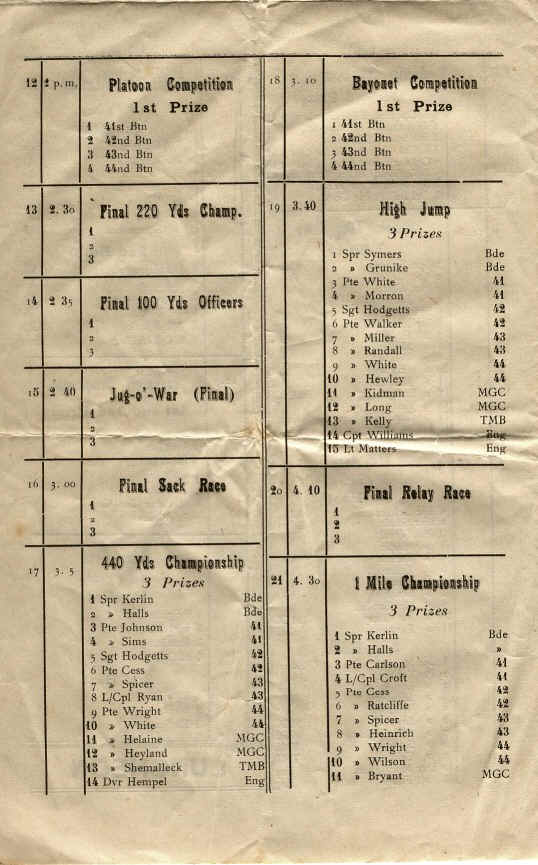 12 2 p.m. Platoon Competition
1st Prize
1 41st Btn
2 42nd Btn
3 43nd Btn
4 44nd Btn
13 2. 30 Final 220 Yds Champ.
1
2
3
14 2 35 Final 100 Yds Officers
1
2
3
15 2 40 Jug-o'-War (Final)
1
2
3
16 3. 00 Final Sack Race
1
2
3
17 3. 5 440 Yds Championship
3 Prizes
1 Spr Kerlin Bde
2 » Halls Bde
3 Pte Johnson 41
4 » Sims 41
5 Sgt Hodgetts 42
6 Pte Cess 42
7 » Spicer 43
8 L/Cpl Ryan 43
9 Pte Wright 44
10 » White 44
11 » Helaine MGC
12 » Heyland MGC
13 » Shemalleck TMB
14 Dvr Hempel Eng
18 3. 10 Bayonet Competition
1st Prize
1 41st Btn
2 42nd Btn
3 43nd Btn
4 44nd Btn
19 3.40 High Jump
3 Prizes
1 Spr Symers Bde
2 » Grunike Bde
3 Pte White 41
4 » Morron 41
5 Sgt Hodgetts 42
6 Pte Walker 42
7 » Miller 43
8 » Randall 43
9 » White 44
10 » Hewley 44
11 » Kidman MGC
12 » Long MGC
13 » Kelly TMB
14 Cpt Williams Eng
15 Lt Matters Eng
20 4. 10 Final Relay Race
1
2
3
21 4. 30 1 Mile Championship
3 Prizes
1 Spr Kerlin Bde
2 » Halls »
3 Pte Carlson 41
4 L/Cpl Croft 41
5 Pte Cess 42
6 » Ratcliffe 42
7 » Spicer 43
8 » Heinrich 43
9 » Wright 44
10 » Wilson 44
11 » Bryant MGC